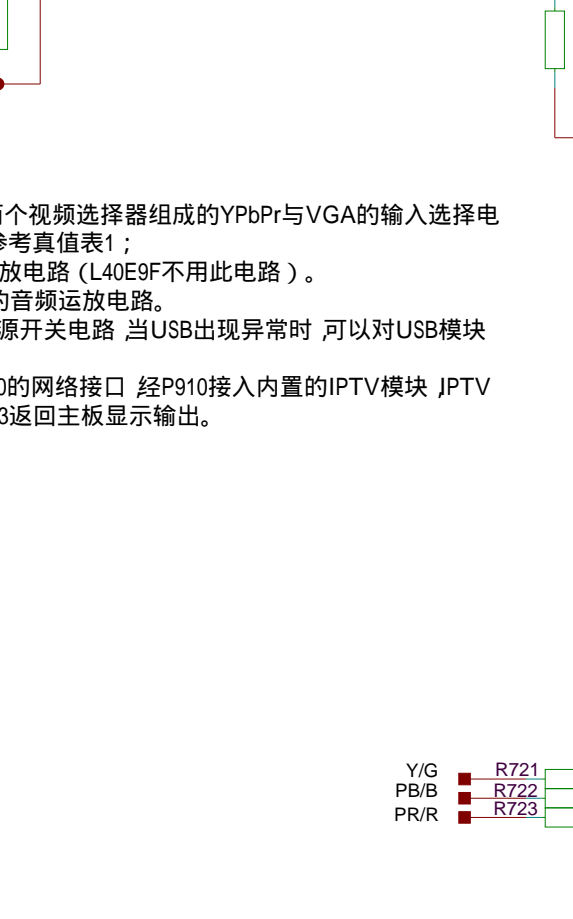 两个视频选择器组成的YPbPr与VGA的输入选择电
参考真值表1；
放电路（L40E9F不用此电路）。
的音频运放电路。
源开关电路，当USB出现异常时，可以对USB模块
0的网络接口，经P910接入内置的IPTV模块，IPTV
3返回主板显示输出。
Y/G R721
PB/B R722
PR/R R723